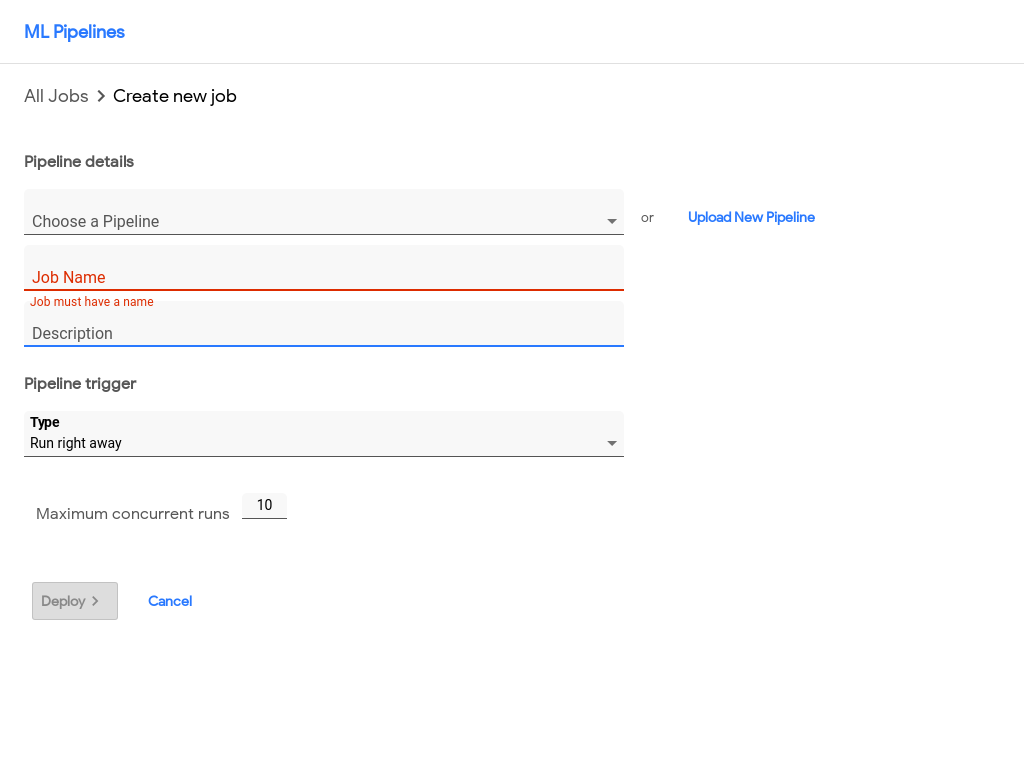 ML Pipelines
All Jobs > Create new job
Pipeline details
Choose a Pipeline or Upload New Pipeline
Job Name
Job must have a name
Description
Pipeline trigger
Type
Run right away
Maximum concurrent runs 10
Deploy > Cancel